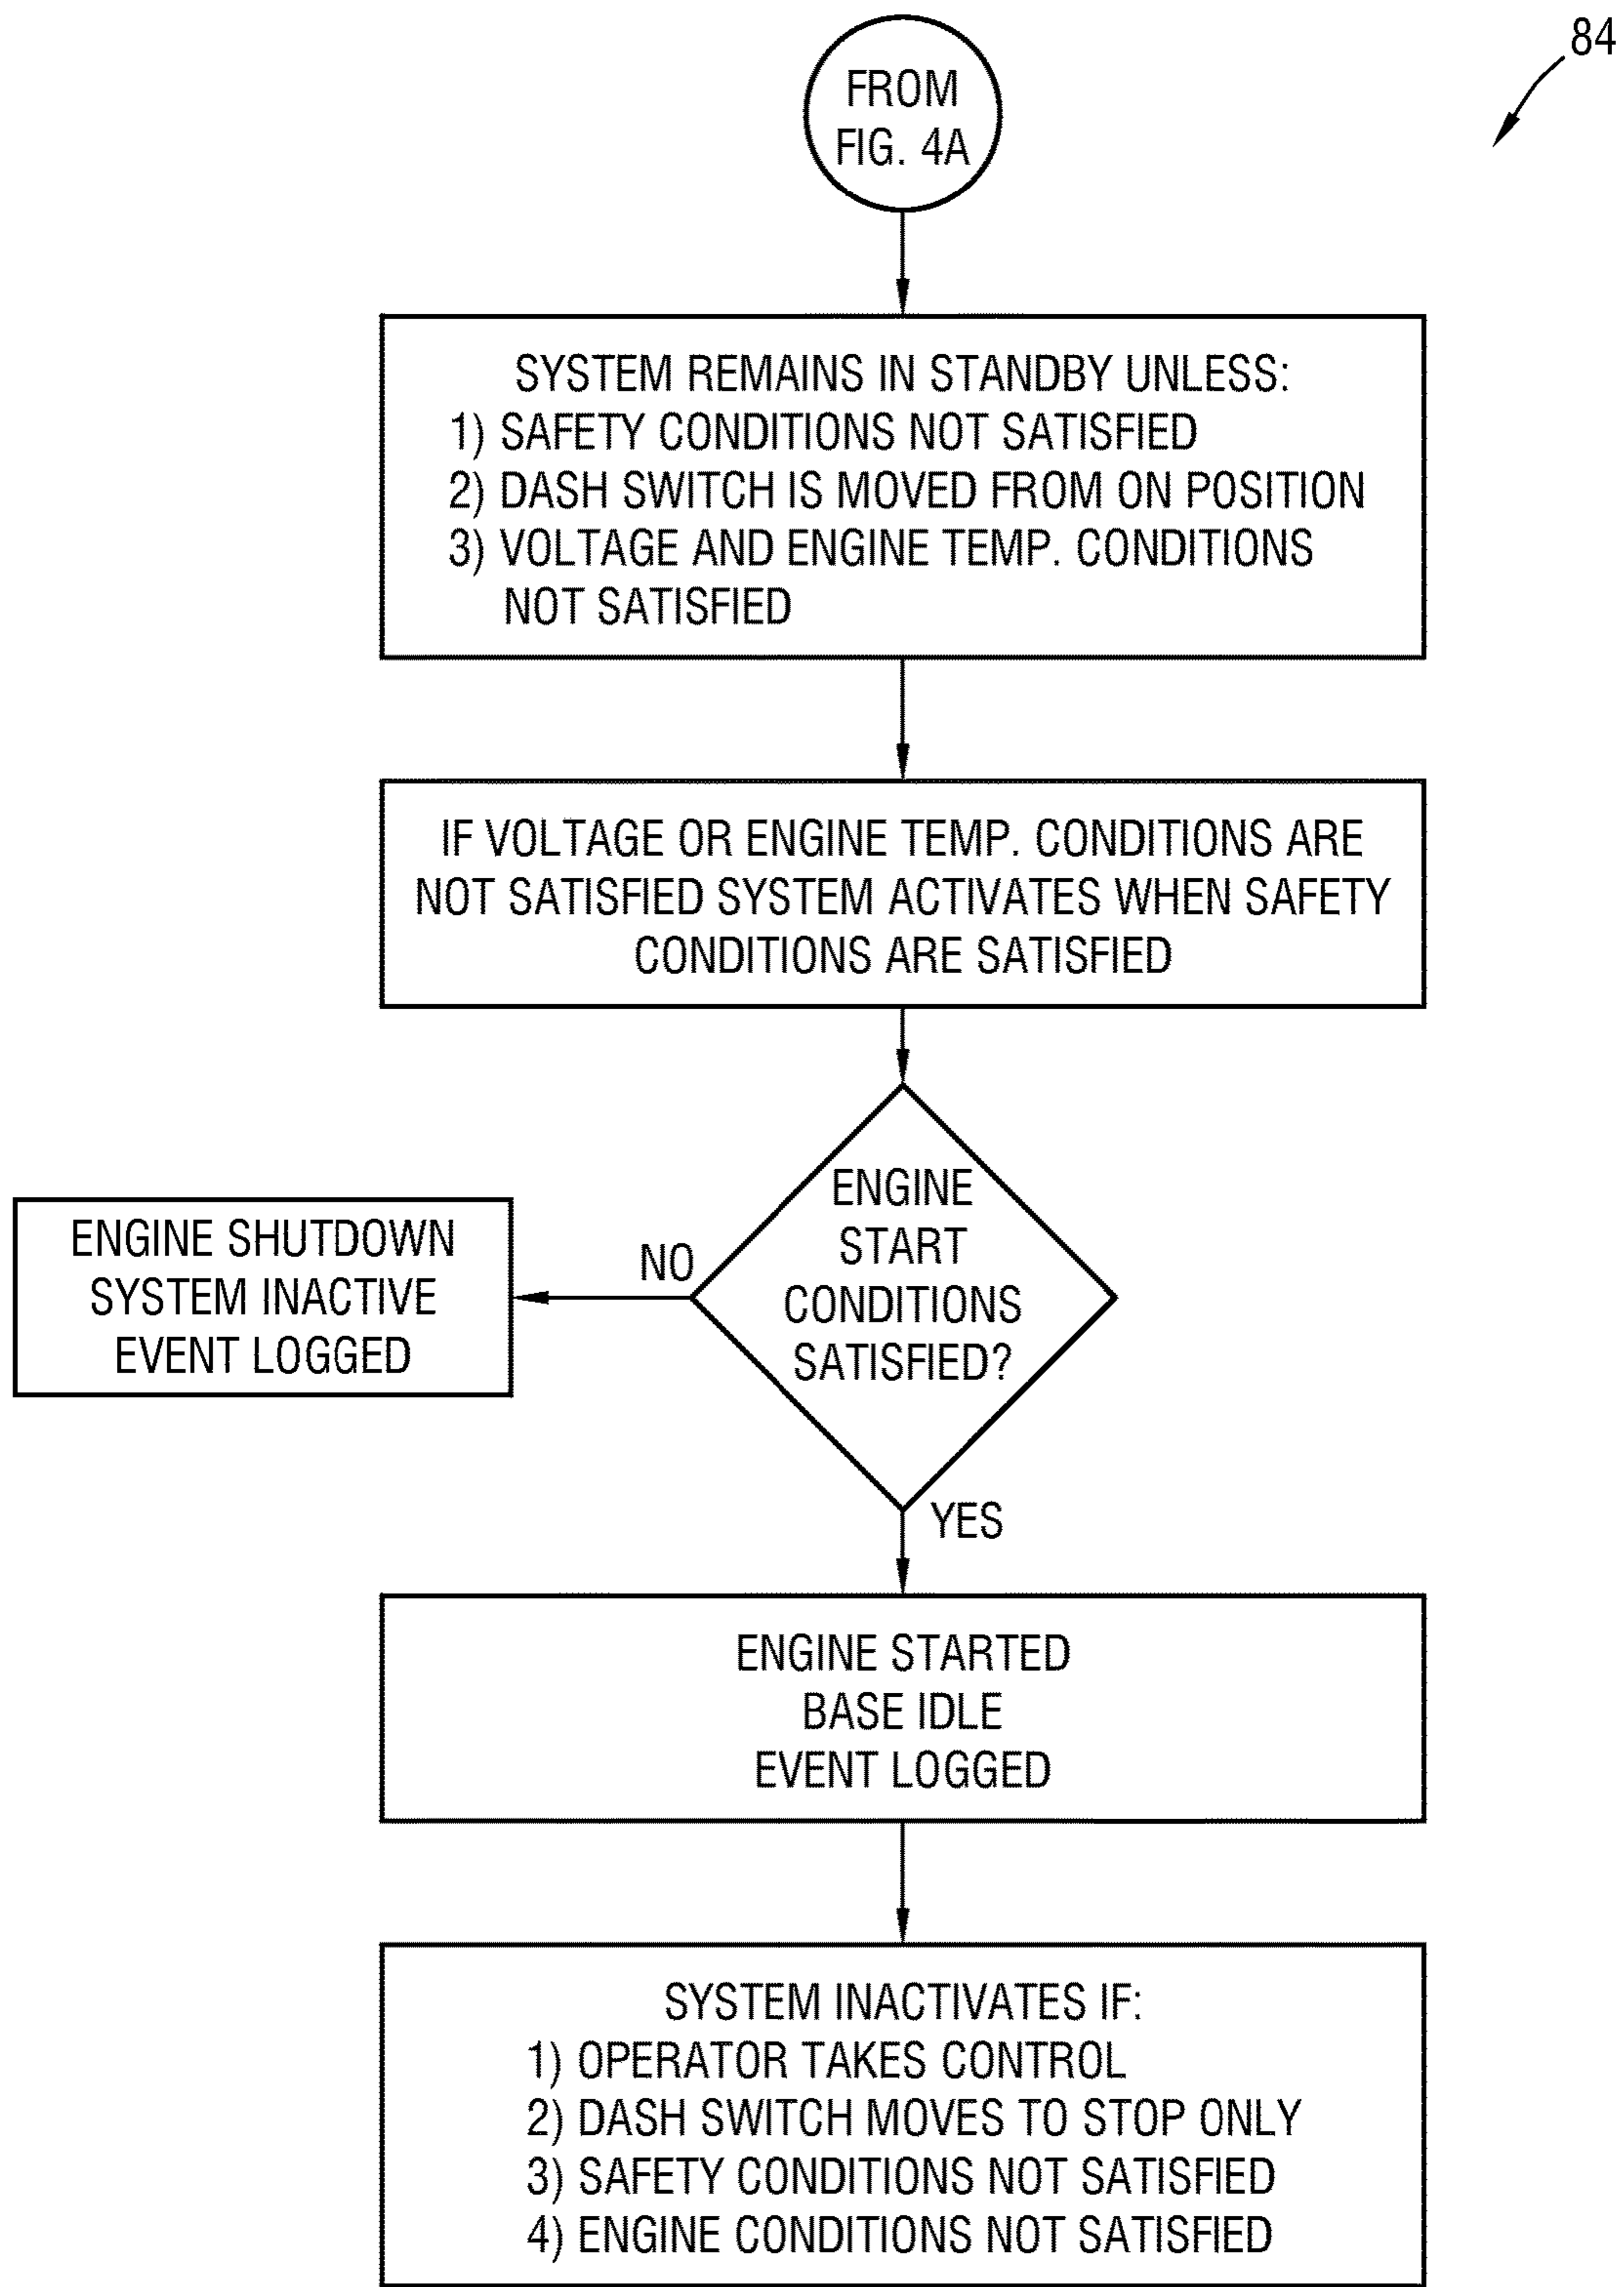 84
FROM
FIG. 4A
SYSTEM REMAINS IN STANDBY UNLESS:
1) SAFETY CONDITIONS NOT SATISFIED
2) DASH SWITCH IS MOVED FROM ON POSITION
3) VOLTAGE AND ENGINE TEMP. CONDITIONS
NOT SATISFIED
IF VOLTAGE OR ENGINE TEMP. CONDITIONS ARE
NOT SATISFIED SYSTEM ACTIVATES WHEN SAFETY
CONDITIONS ARE SATISFIED
ENGINE
START
CONDITIONS
SATISFIED?
NO
ENGINE SHUTDOWN
SYSTEM INACTIVE
EVENT LOGGED
YES
ENGINE STARTED
BASE IDLE
EVENT LOGGED
SYSTEM INACTIVATES IF:
1) OPERATOR TAKES CONTROL
2) DASH SWITCH MOVES TO STOP ONLY
3) SAFETY CONDITIONS NOT SATISFIED
4) ENGINE CONDITIONS NOT SATISFIED